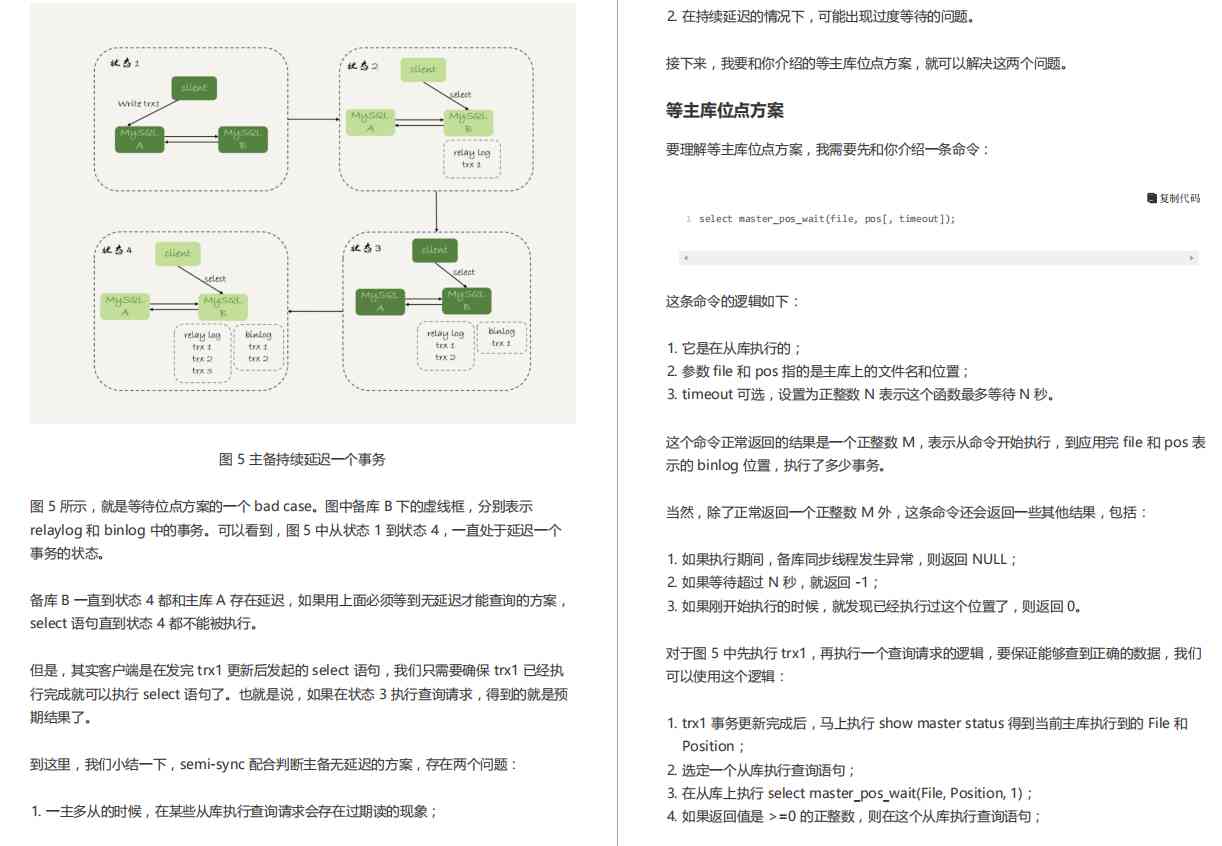 状态1
client
Write trx1
MySQL
A
MySQL
B
状态2
client
select
MySQL
A
MySQL
B
relay log
trx 1
状态4
client
select
MySQL
A
MySQL
B
relay log
trx 1
trx 2
trx 3
binlog
trx 1
trx 2
状态3
client
select
MySQL
A
MySQL
B
relay log
trx 1
trx 2
binlog
trx 1
图 5 主备持续延迟一个事务
图 5 所示，就是等待位点方案的一个 bad case。图中备库 B 下的虚线框，分别表示
relaylog 和 binlog 中的事务。可以看到，图 5 中从状态 1 到状态 4，一直处于延迟一个
事务的状态。
备库 B 一直到状态 4 都和主库 A 存在延迟，如果用上面必须等到无延迟才能查询的方案，
select 语句直到状态 4 都不能被执行。
但是，其实客户端是在发完 trx1 更新后发起的 select 语句，我们只需要确保 trx1 已经执
行完成就可以执行 select 语句了。也就是说，如果在状态 3 执行查询请求，得到的就是预
期结果了。
到这里，我们小结一下，semi-sync 配合判断主备无延迟的方案，存在两个问题：
1. 一主多从的时候，在某些从库执行查询请求会存在过期读的现象；
2. 在持续延迟的情况下，可能出现过度等待的问题。
接下来，我要和你介绍的等主库位点方案，就可以解决这两个问题。
等主库位点方案
要理解等主库位点方案，我需要先和你介绍一条命令：
复制代码
1 select master_pos_wait(file, pos[, timeout]);
这条命令的逻辑如下：
1. 它是在从库执行的；
2. 参数 file 和 pos 指的是主库上的文件名和位置；
3. timeout 可选，设置为正整数 N 表示这个函数最多等待 N 秒。
这个命令正常返回的结果是一个正整数 M，表示从命令开始执行，到应用完 file 和 pos 表
示的 binlog 位置，执行了多少事务。
当然，除了正常返回一个正整数 M 外，这条命令还会返回一些其他结果，包括：
1. 如果执行期间，备库同步线程发生异常，则返回 NULL；
2. 如果等待超过 N 秒，就返回 -1；
3. 如果刚开始执行的时候，就发现已经执行过这个位置了，则返回 0。
对于图 5 中先执行 trx1，再执行一个查询请求的逻辑，要保证能够查到正确的数据，我们
可以使用这个逻辑：
1. trx1 事务更新完成后，马上执行 show master status 得到当前主库执行到的 File 和
Position；
2. 选定一个从库执行查询语句；
3. 在从库上执行 select master_pos_wait(File, Position, 1)；
4. 如果返回值是 >=0 的正整数，则在这个从库执行查询语句；